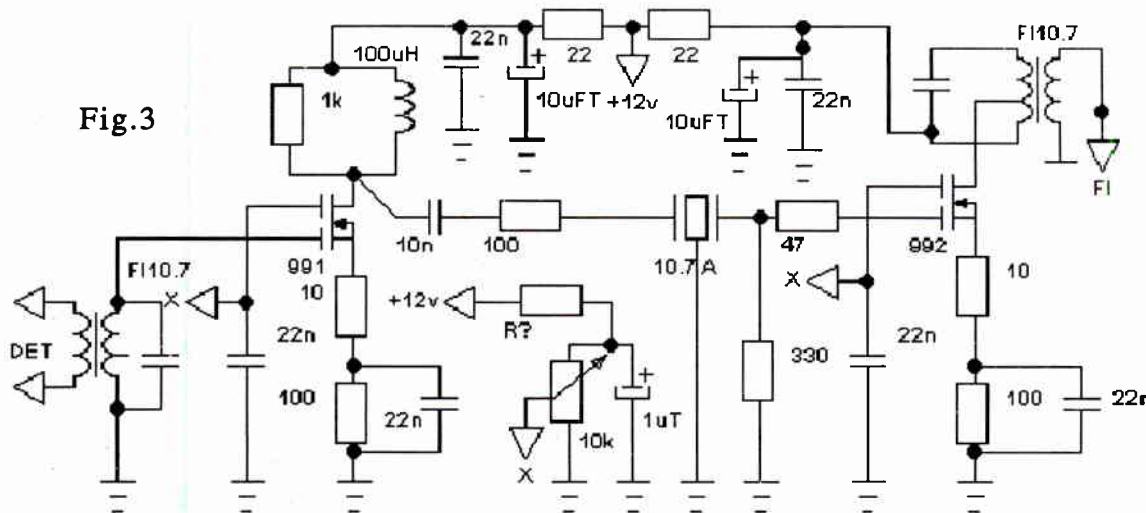 FI10.7
22n
100uH
22
22
1k
10uFT
+12v
10uFT
22n
Fig.3
FI
10n
100
47
992
991
10.7 A
FI10.7
X
X
10
10
+12v
R?
DET
22n
330
22n
100
22n
10k
1uT
100
22n
X